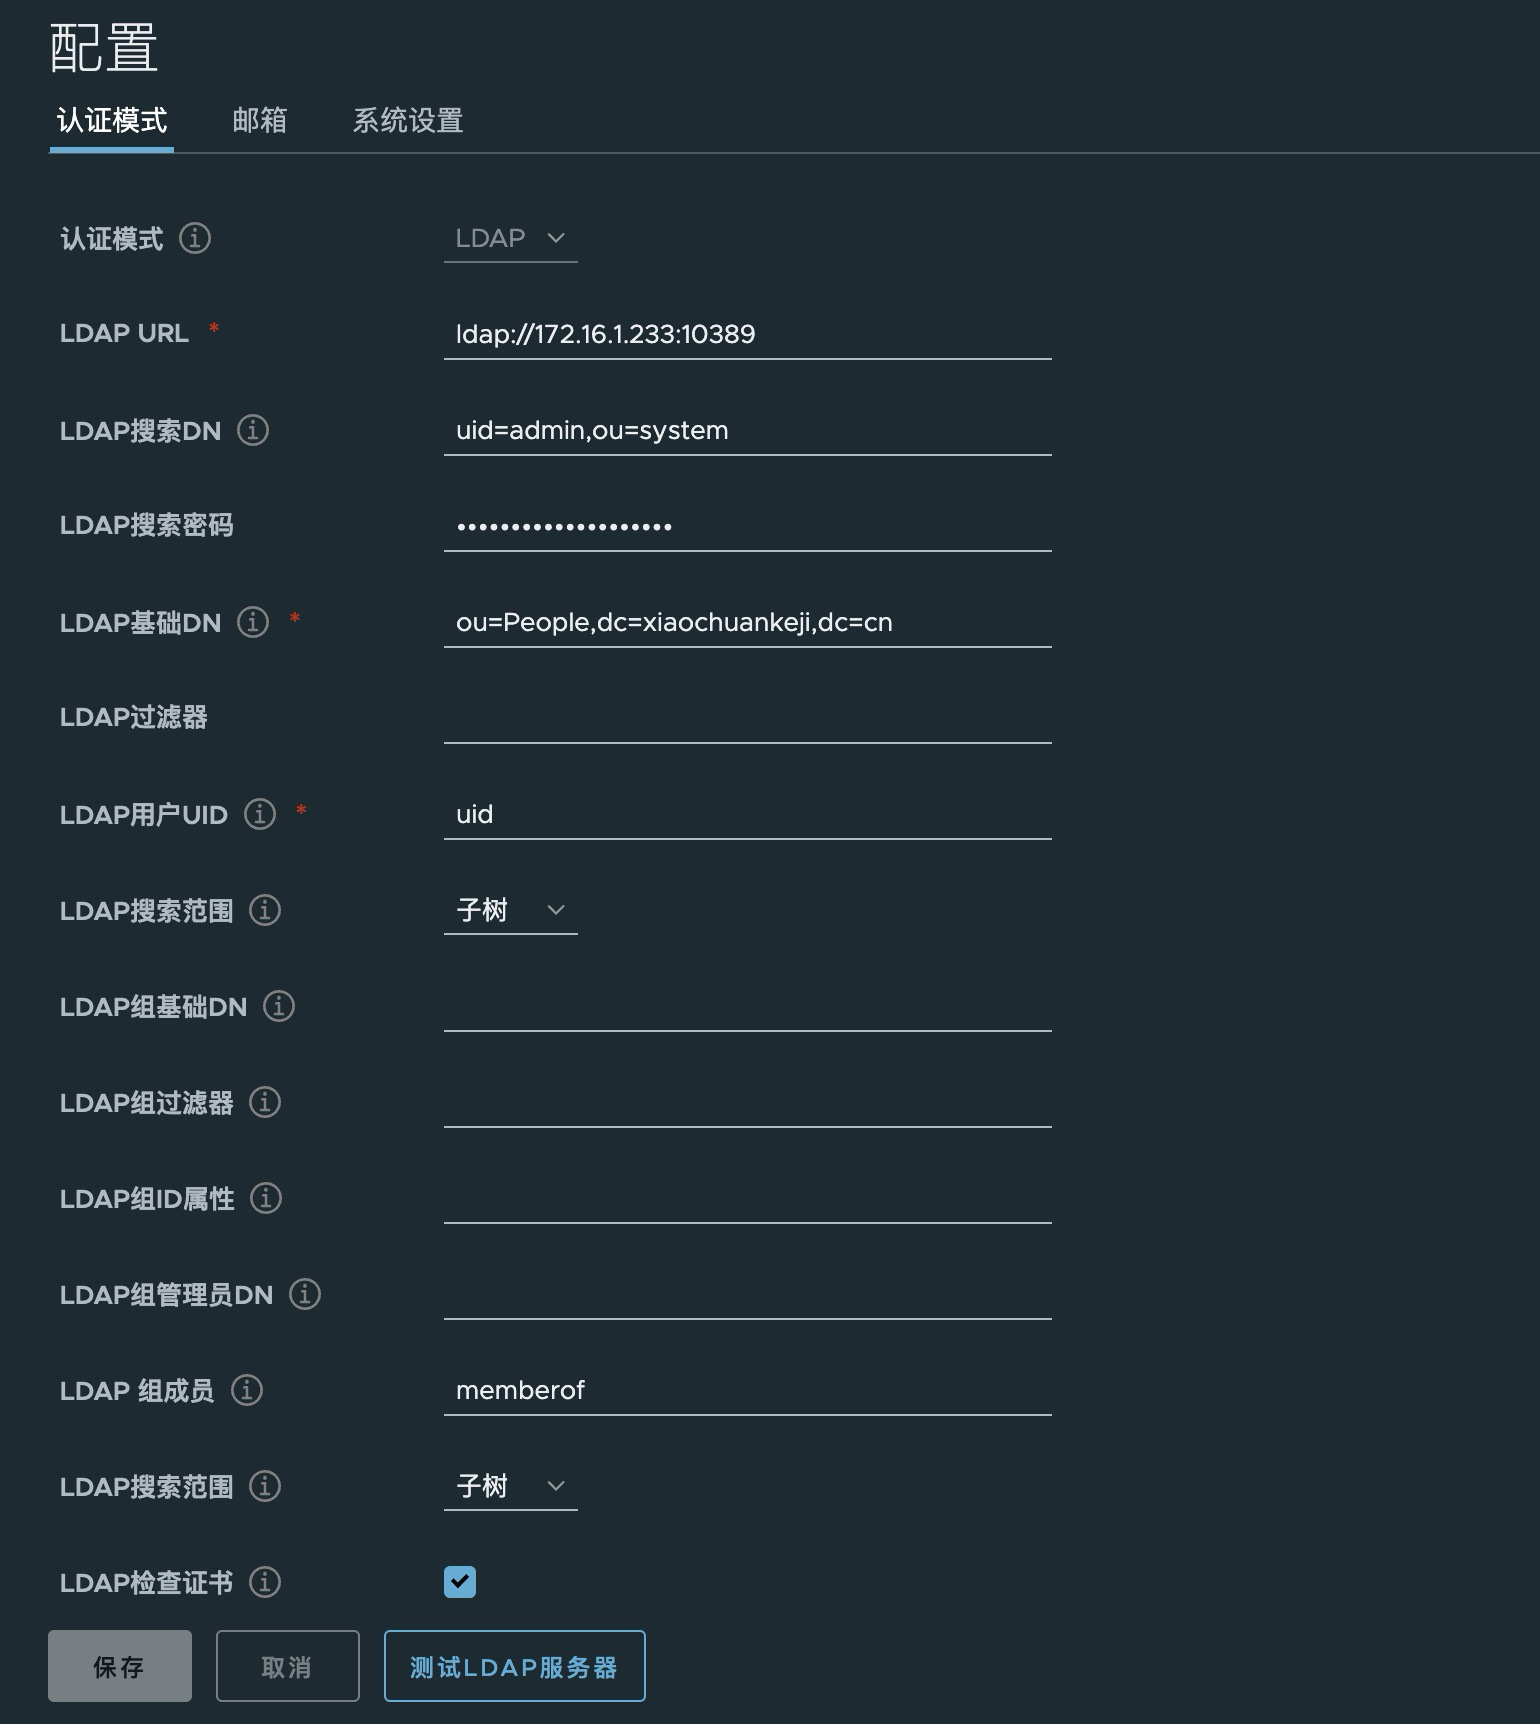 配置
认证模式 邮箱 系统设置
认证模式 LDAP
LDAP URL * ldap://172.16.1.233:10389
LDAP搜索DN uid=admin,ou=system
LDAP搜索密码 ••••••••••••••••••••
LDAP基础DN * ou=People,dc=xiaochuankeji,dc=cn
LDAP过滤器
LDAP用户UID * uid
LDAP搜索范围 子树
LDAP组基础DN
LDAP组过滤器
LDAP组ID属性
LDAP组管理员DN
LDAP 组成员 memberof
LDAP搜索范围 子树
LDAP检查证书
保存 取消 测试LDAP服务器